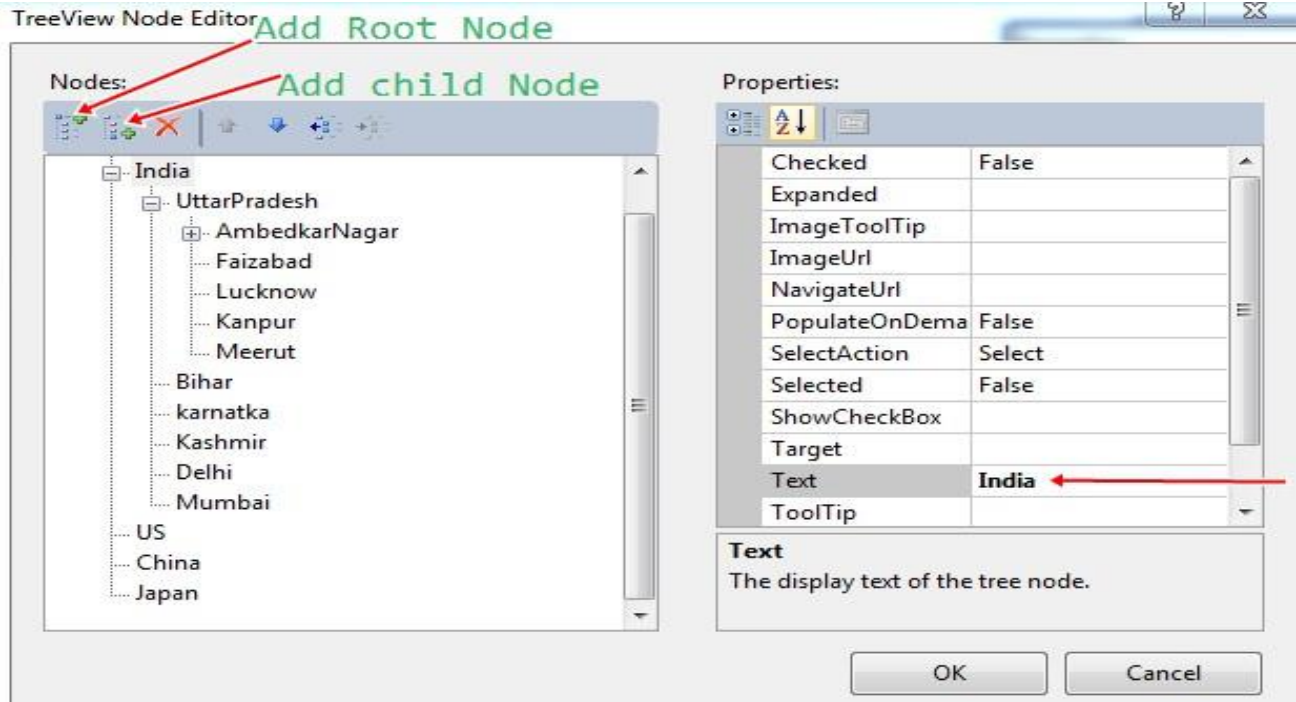 TreeView Node Editor
Add Root Node
Nodes:
Add child Node
India
UttarPradesh
AmbedkarNagar
Faizabad
Lucknow
Kanpur
Meerut
Bihar
karnatka
Kashmir
Delhi
Mumbai
US
China
Japan
Properties:
A
Z
Checked False
Expanded
ImageToolTip
ImageUrl
NavigateUrl
PopulateOnDema False
SelectAction Select
Selected False
ShowCheckBox
Target
Text India
ToolTip
Text
The display text of the tree node.
OK Cancel